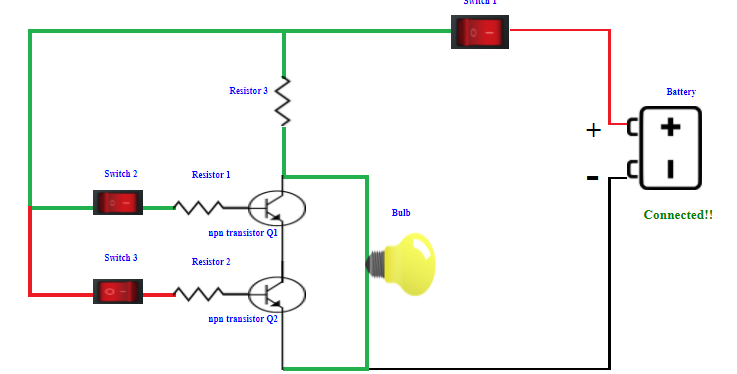 Switch 1
Resistor 3
Battery
+
-
Switch 2
Resistor 1
Bulb
Connected!!
npn transistor Q1
Switch 3
Resistor 2
npn transistor Q2